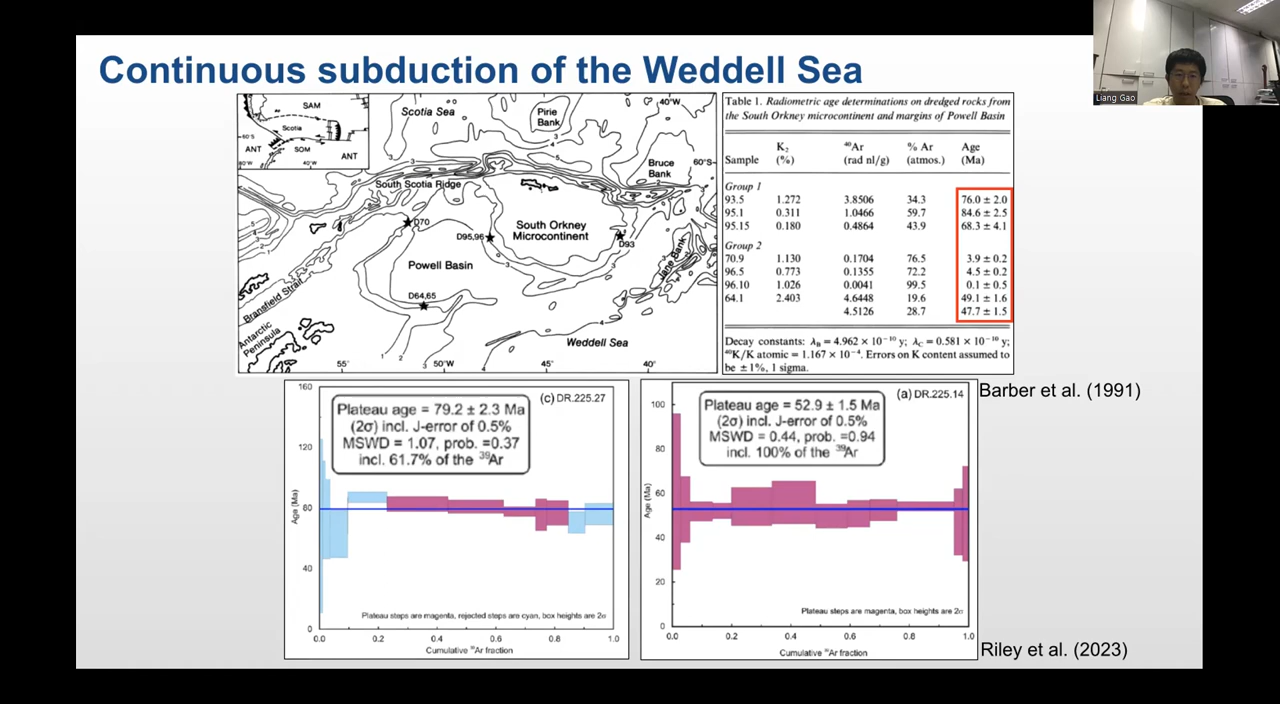 Continuous subduction of the Weddell Sea
Liang Gao
SAM
Scotia
60°S
ANT
SOM
ANT
60°W
40°W
Scotia Sea
Pirie
Bank
40°W
Bruce
Bank
60°S
South Scotia Ridge
D70
D95,96
South Orkney
Microcontinent
D93
Jane Bank
Powell Basin
D64,65
Bransfield Strait
Antarctic
Peninsula
Weddell Sea
55°
50°W
45°
40°
Table 1. Radiometric age determinations on dredged rocks from
the South Orkney microcontinent and margins of Powell Basin
Sample K₂ (%) ⁴⁰Ar (rad nl/g) % Ar (atmos.) Age (Ma)
Group 1
93.5 1.272 3.8506 34.3 76.0 ± 2.0
95.1 0.311 1.0466 59.7 84.6 ± 2.5
95.15 0.180 0.4864 43.9 68.3 ± 4.1
Group 2
70.9 1.130 0.1704 76.5 3.9 ± 0.2
96.5 0.773 0.1355 72.2 4.5 ± 0.2
96.10 1.026 0.0041 99.5 0.1 ± 0.5
64.1 2.403 4.6448 19.6 49.1 ± 1.6
4.5126 28.7 47.7 ± 1.5
Decay constants: λB = 4.962 × 10⁻¹⁰ y; λC = 0.581 × 10⁻¹⁰ y;
⁴⁰K/K atomic = 1.167 × 10⁻⁴. Errors on K content assumed to
be ± 1%, 1 sigma.
Barber et al. (1991)
(c) DR.225.27
Plateau age = 79.2 ± 2.3 Ma
(2σ) incl. J-error of 0.5%
MSWD = 1.07, prob. =0.37
incl. 61.7% of the ³⁹Ar
160
120
80
40
0
Age (Ma)
Plateau steps are magenta, rejected steps are cyan, box heights are 2σ
0.0 0.2 0.4 0.6 0.8 1.0
Cumulative ³⁹Ar fraction
(a) DR.225.14
Plateau age = 52.9 ± 1.5 Ma
(2σ) incl. J-error of 0.5%
MSWD = 0.44, prob. =0.94
incl. 100% of the ³⁹Ar
100
80
60
40
20
0
Age (Ma)
Plateau steps are magenta, box heights are 2σ
0.0 0.2 0.4 0.6 0.8 1.0
Cumulative ³⁹Ar fraction
Riley et al. (2023)